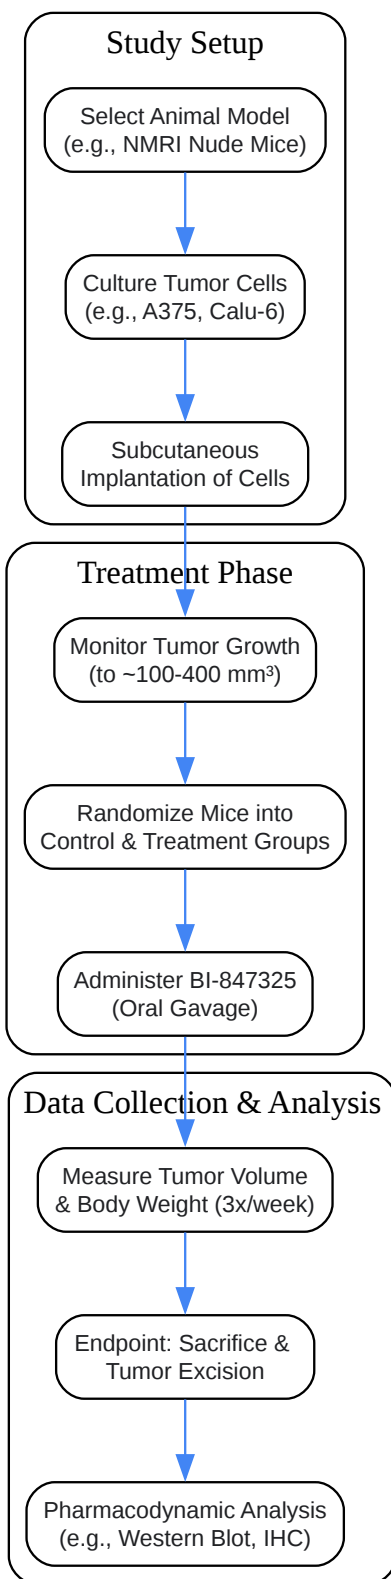 Study Setup
Select Animal Model
(e.g., NMRI Nude Mice)
Culture Tumor Cells
(e.g., A375, Calu-6)
Subcutaneous
Implantation of Cells
Treatment Phase
Monitor Tumor Growth
(to ~100-400 mm³)
Randomize Mice into
Control & Treatment Groups
Administer BI-847325
(Oral Gavage)
Data Collection & Analysis
Measure Tumor Volume
& Body Weight (3x/week)
Endpoint: Sacrifice &
Tumor Excision
Pharmacodynamic Analysis
(e.g., Western Blot, IHC)